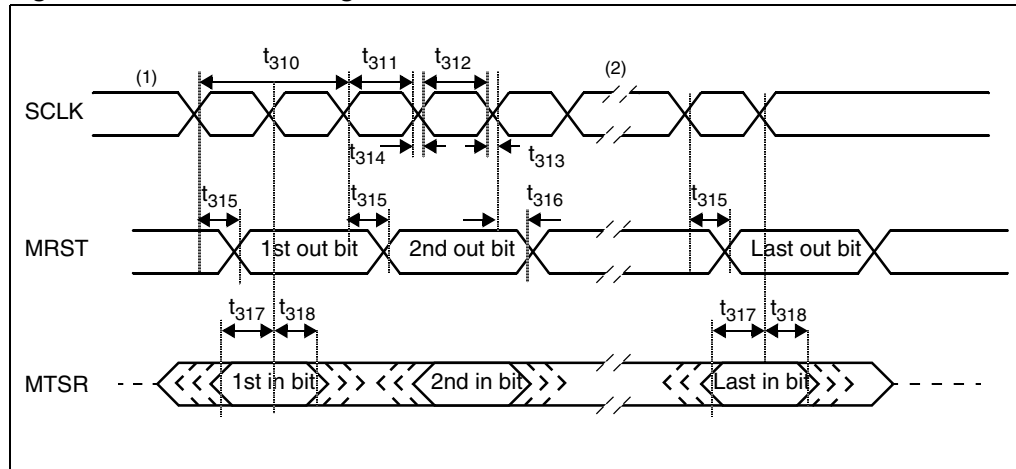 t310 t311 t312
(1) (2)
SCLK
t314 t313
t315 t315 t316 t315
MRST 1st out bit 2nd out bit Last out bit
t317 t318 t317 t318
MTSR 1st in bit 2nd in bit Last in bit